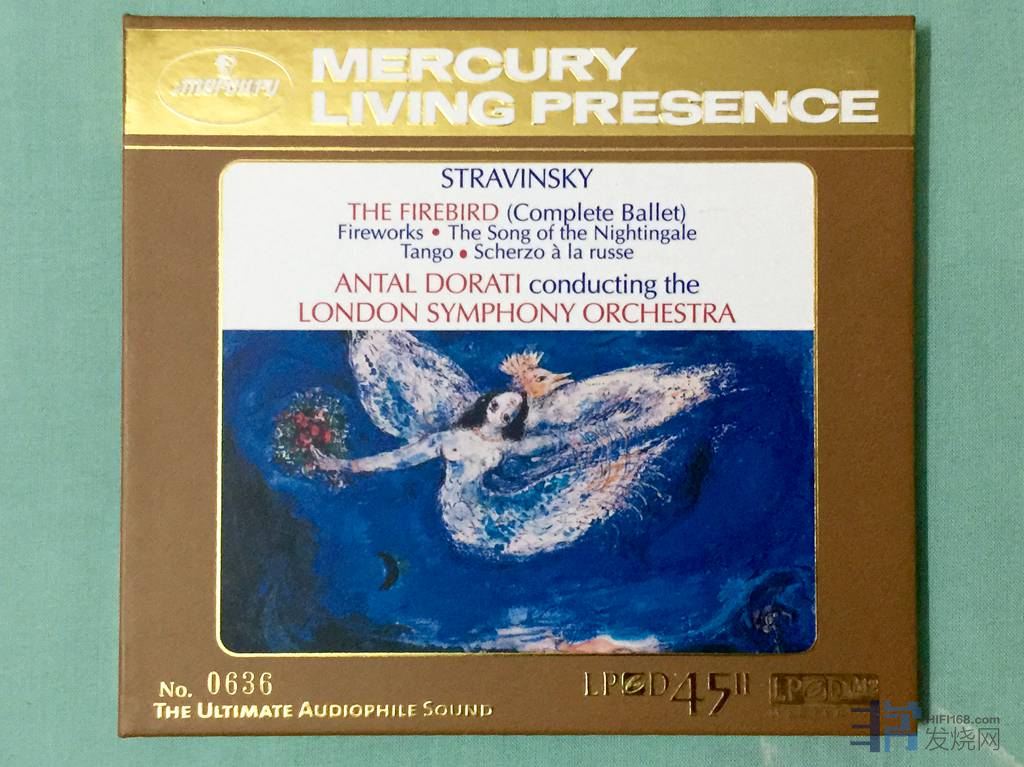 mercury
MERCURY
LIVING PRESENCE
STRAVINSKY
THE FIREBIRD (Complete Ballet)
Fireworks • The Song of the Nightingale
Tango • Scherzo à la russe
ANTAL DORATI conducting the
LONDON SYMPHONY ORCHESTRA
No. 0636
THE ULTIMATE AUDIOPHILE SOUND
LPCD45 II
LPCD
HIFI168.com
发烧网